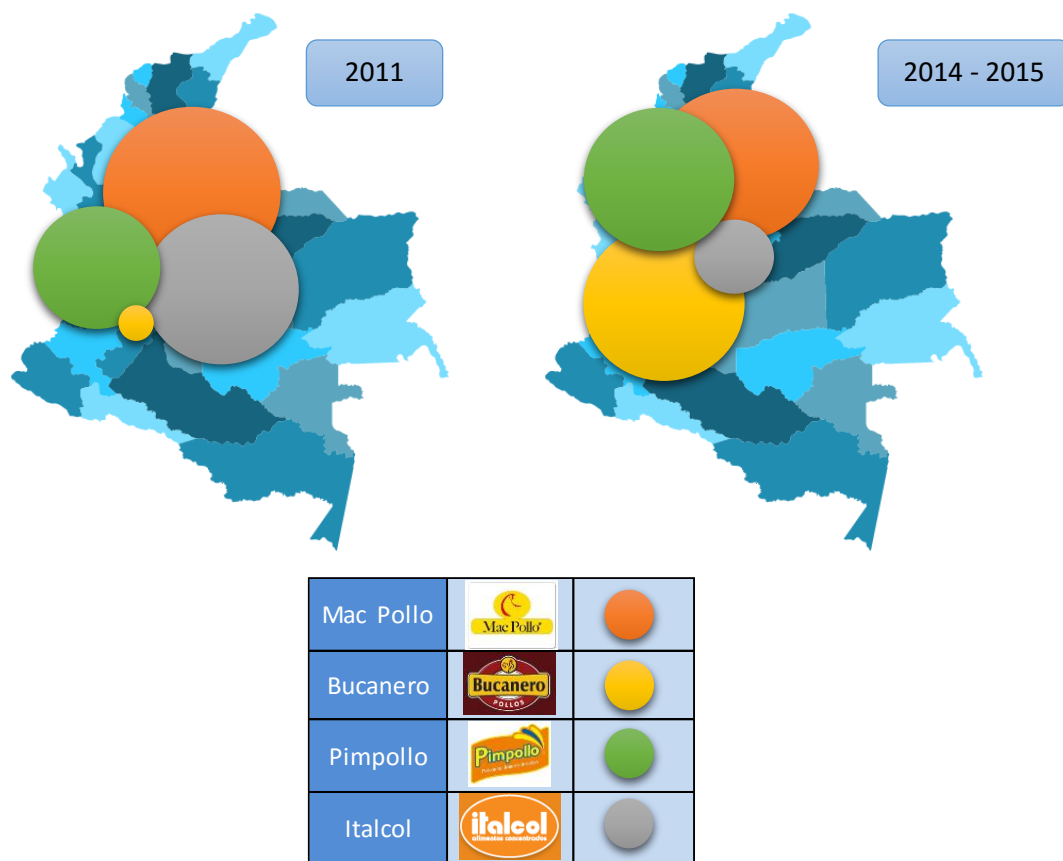 2011
2014 - 2015
Mac Pollo
Mac Pollo
Bucanero
Bucanero
POLLOS
Pimpollo
Pimpollo
Italcol
italcol
alimentos concentrados